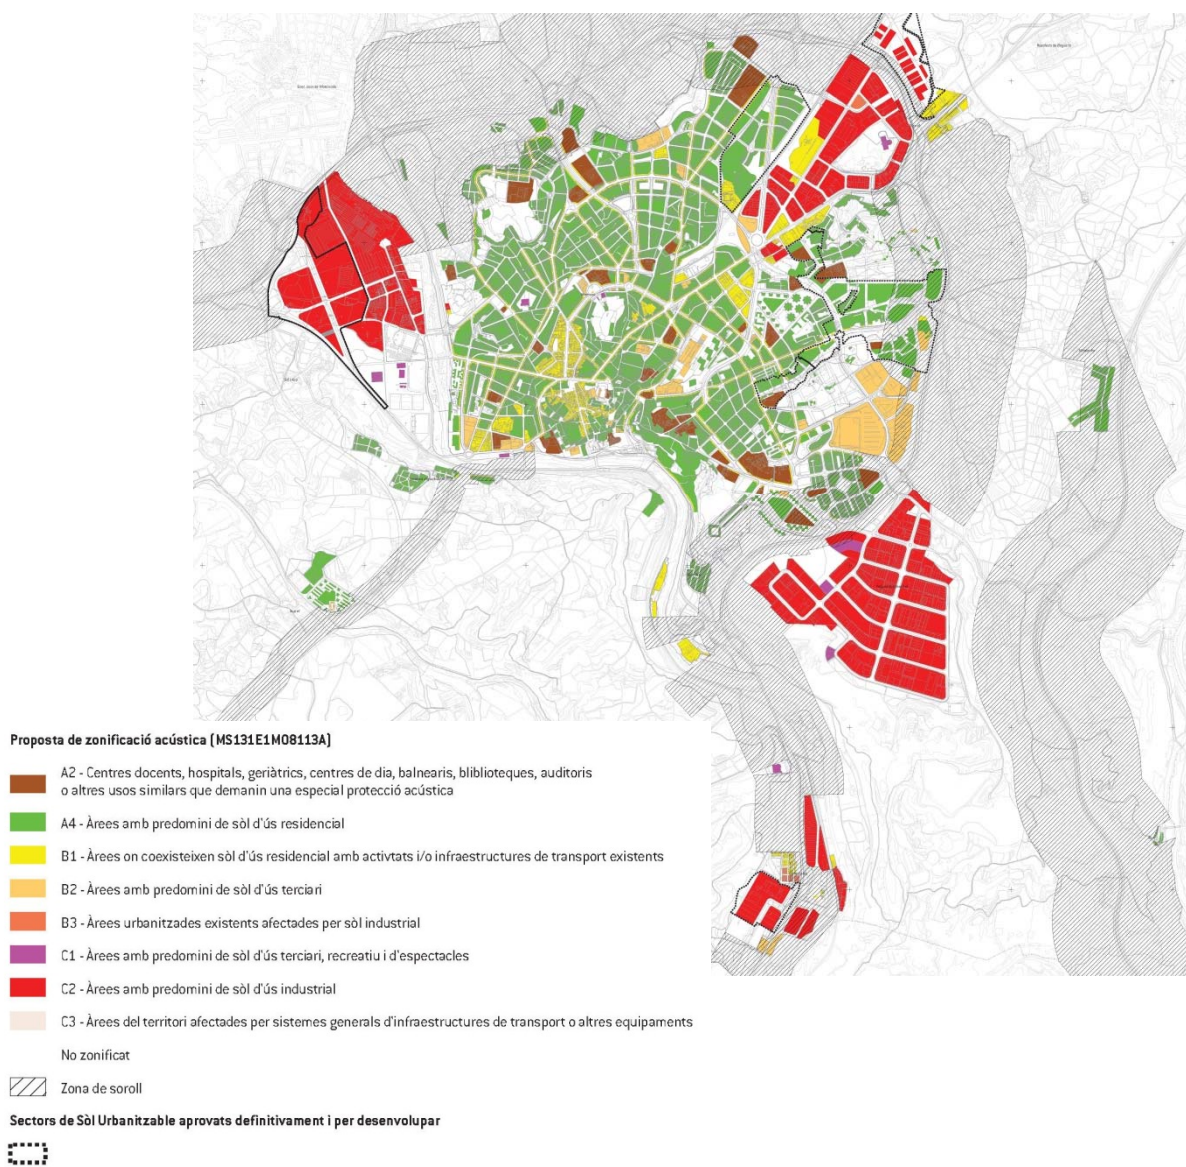 Proposta de zonificació acústica (MS131E1M08113A)
A2 - Centres docents, hospitals, geriàtrics, centres de dia, balnearis, bliblioteques, auditoris
o altres usos similars que demanin una especial protecció acústica
A4 - Àrees amb predomini de sòl d'ús residencial
B1 - Àrees on coexisteixen sòl d'ús residencial amb activtats i/o infraestructures de transport existents
B2 - Àrees amb predomini de sòl d'ús terciari
B3 - Àrees urbanitzades existents afectades per sòl industrial
C1 - Àrees amb predomini de sòl d'ús terciari, recreatiu i d'espectacles
C2 - Àrees amb predomini de sòl d'ús industrial
C3 - Àrees del territori afectades per sistemes generals d'infraestructures de transport o altres equipaments
No zonificat
Zona de soroll
Sectors de Sòl Urbanitzable aprovats definitivament i per desenvolupar